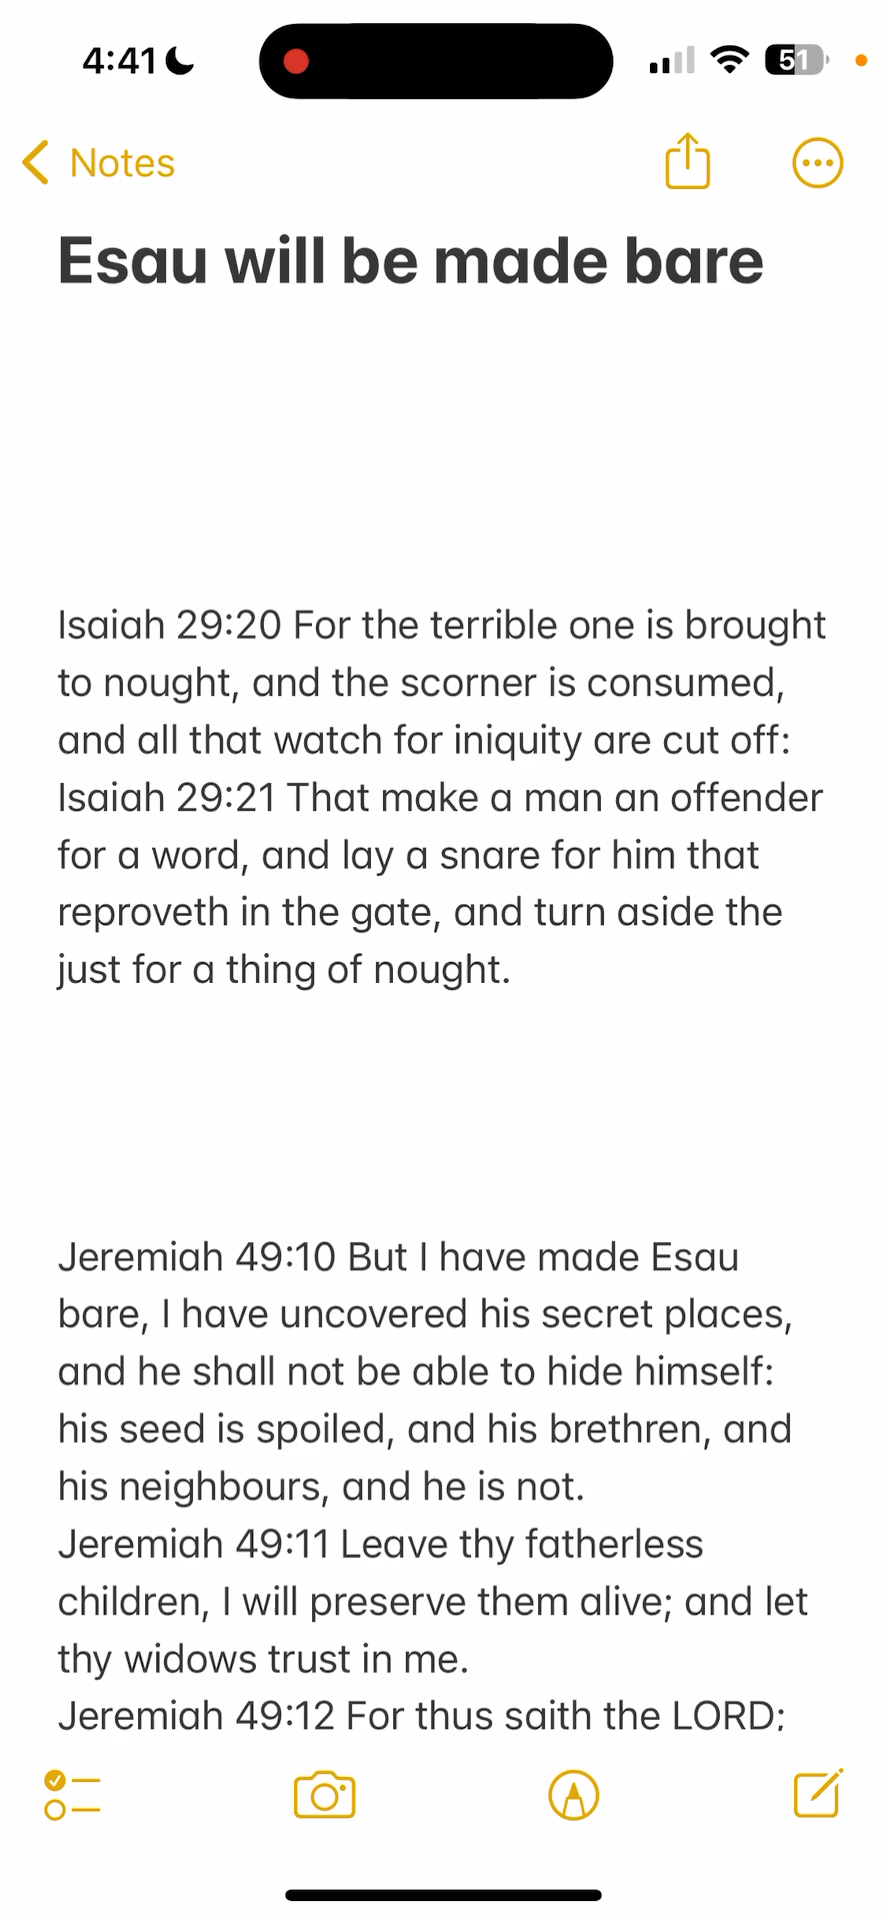 4:41
51
Notes
Esau will be made bare
Isaiah 29:20 For the terrible one is brought
to nought, and the scorner is consumed,
and all that watch for iniquity are cut off:
Isaiah 29:21 That make a man an offender
for a word, and lay a snare for him that
reproveth in the gate, and turn aside the
just for a thing of nought.
Jeremiah 49:10 But I have made Esau
bare, I have uncovered his secret places,
and he shall not be able to hide himself:
his seed is spoiled, and his brethren, and
his neighbours, and he is not.
Jeremiah 49:11 Leave thy fatherless
children, I will preserve them alive; and let
thy widows trust in me.
Jeremiah 49:12 For thus saith the LORD;